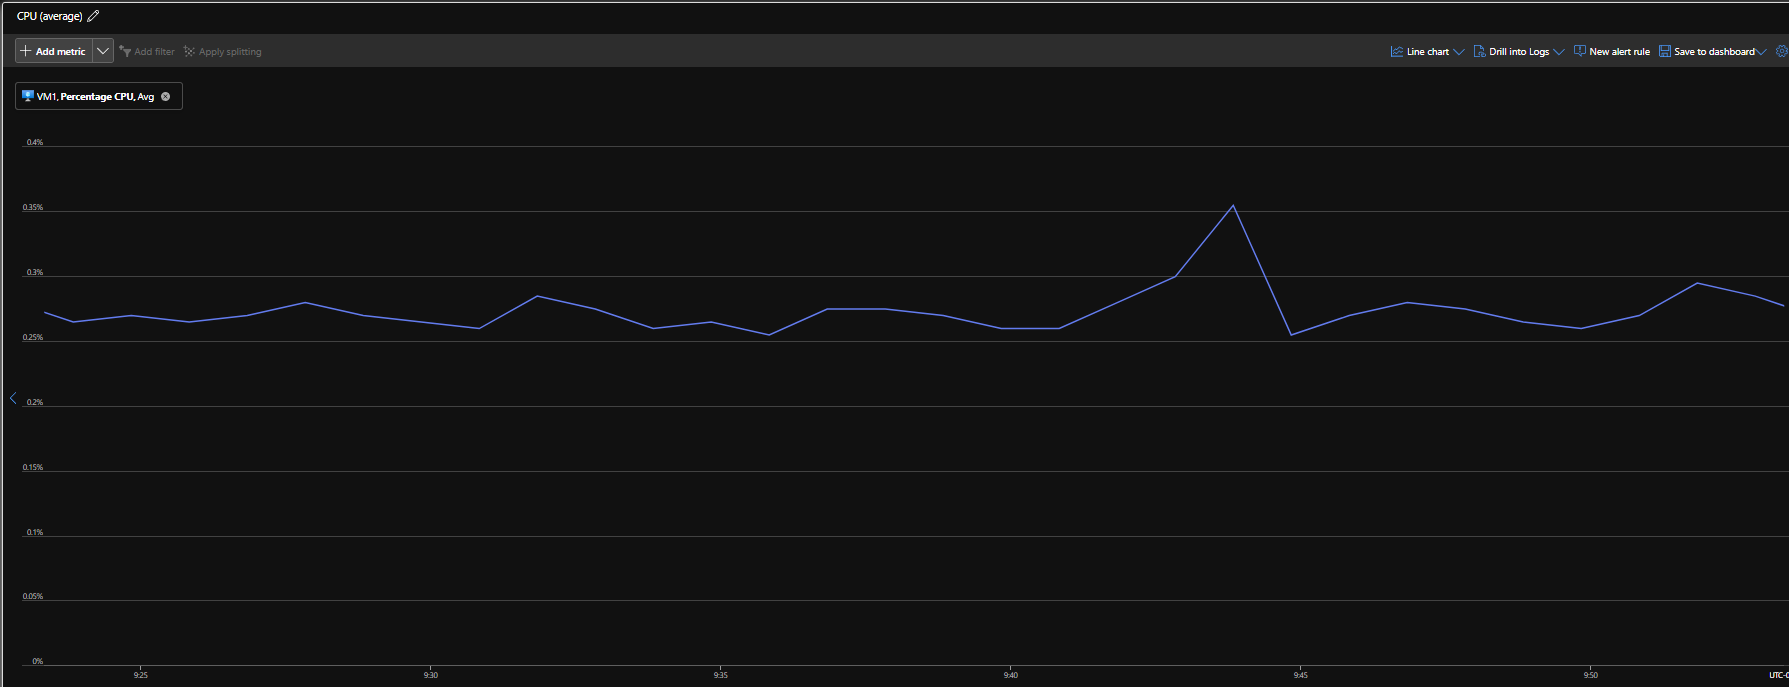 CPU (average)
Add metric Add filter Apply splitting Line chart Drill into Logs New alert rule Save to dashboard
VM1, Percentage CPU, Avg
0.4%
0.35%
0.3%
0.25%
0.2%
0.15%
0.1%
0.05%
0%
9:25 9:30 9:35 9:40 9:45 9:50